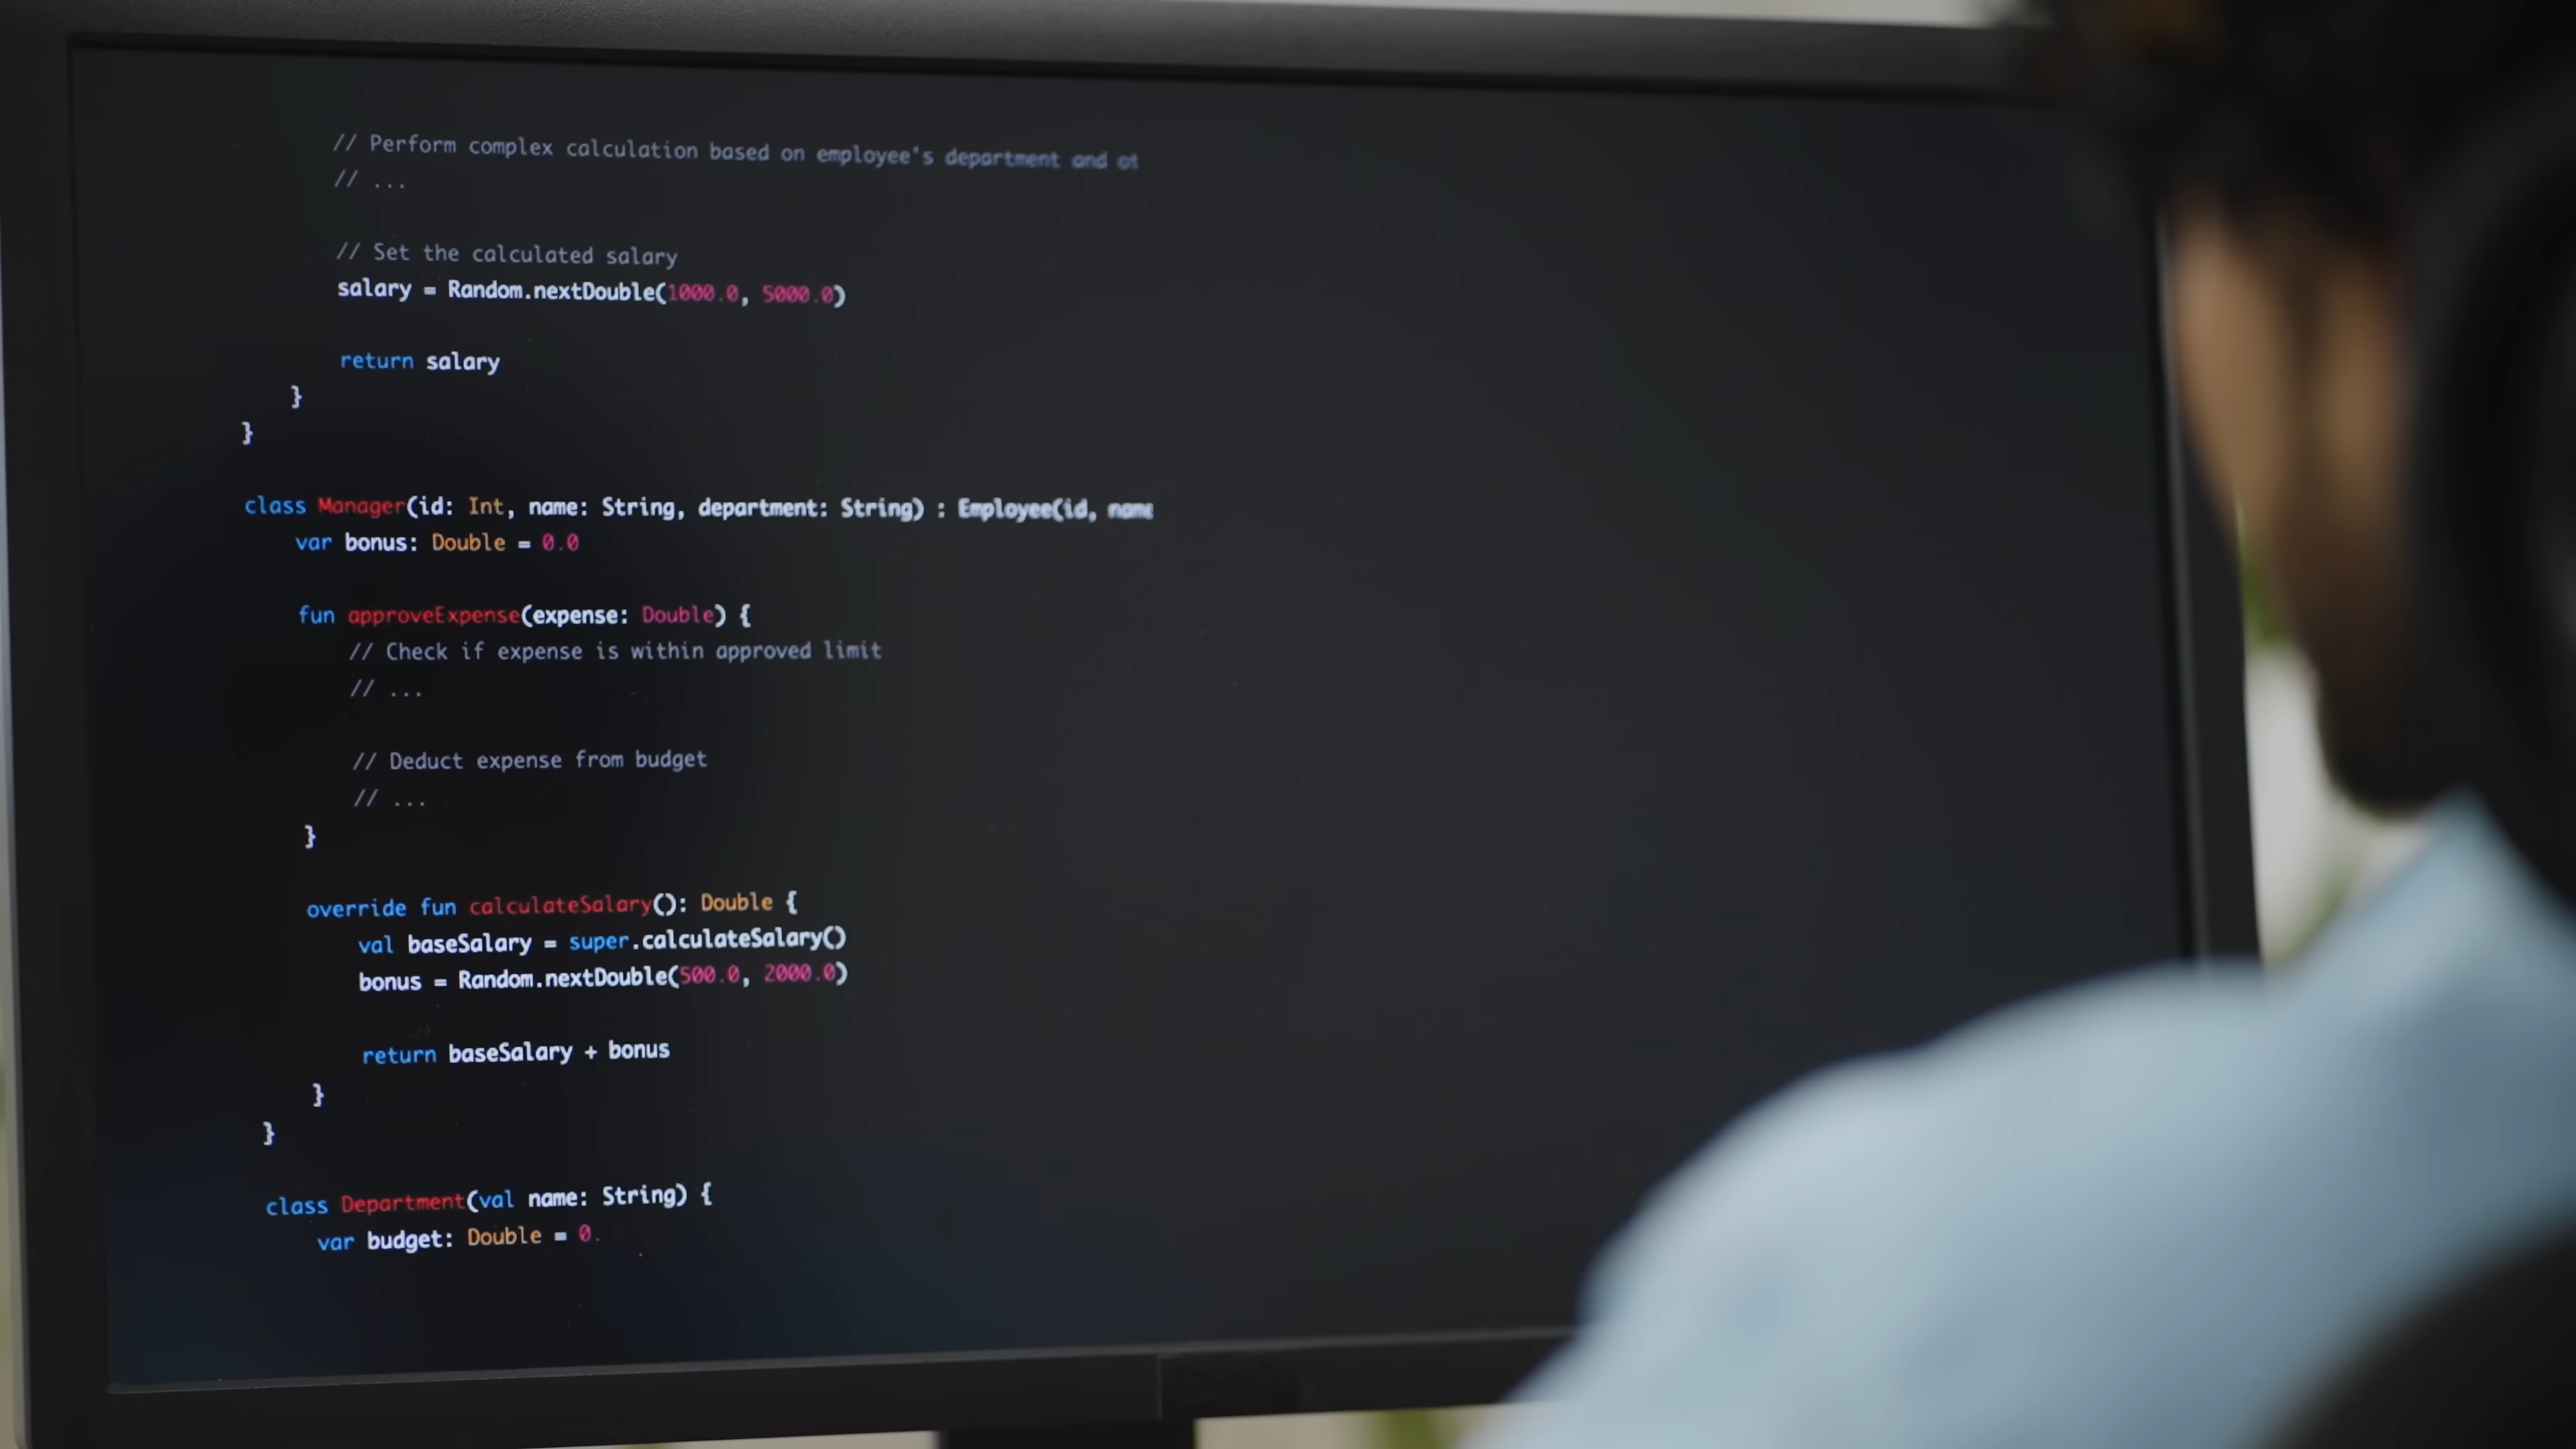 // Perform complex calculation based on employee's department and
// ...
// Set the calculated salary
salary = Random.nextDouble(1000.0, 5000.0)
return salary
}
}
class Manager(id: Int, name: String, department: String) : Employee(id, name
var bonus: Double = 0.0
fun approveExpense(expense: Double) {
// Check if expense is within approved limit
// ...
// Deduct expense from budget
// ...
}
override fun calculateSalary(): Double {
val baseSalary = super.calculateSalary()
bonus = Random.nextDouble(500.0, 2000.0)
return baseSalary + bonus
}
}
class Department(val name: String) {
var budget: Double = 0.